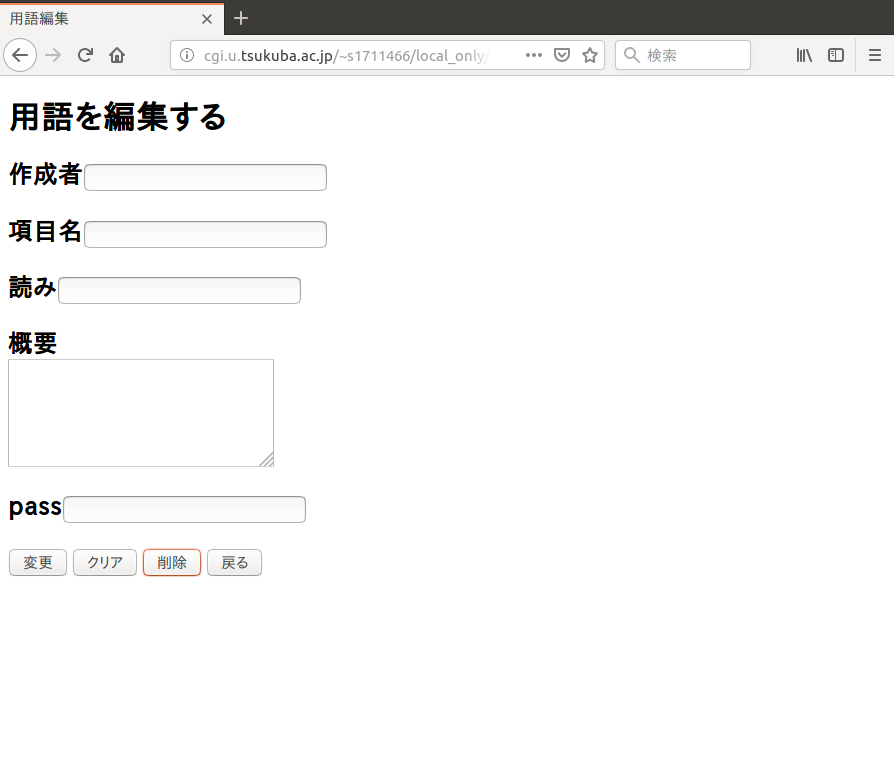 用語編集
cgi.u.tsukuba.ac.jp/~s1711466/local_only/
検索
用語を編集する
作成者
項目名
読み
概要
pass
変更 クリア 削除 戻る